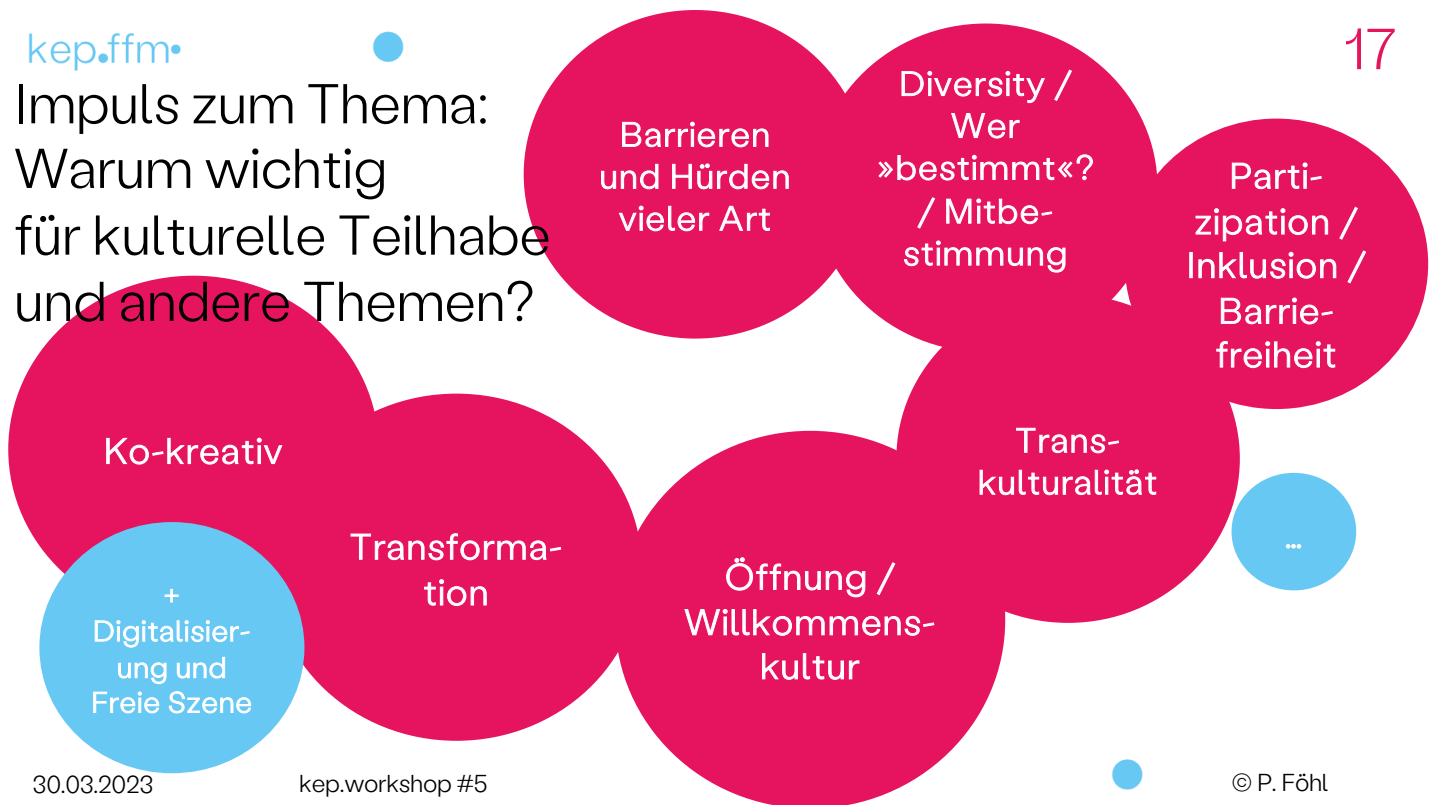 kep.ffm
17
Impuls zum Thema:
Warum wichtig
für kulturelle Teilhabe
und andere Themen?
Barrieren
und Hürden
vieler Art
Diversity /
Wer
»bestimmt«?
/ Mitbe-
stimmung
Parti-
zipation /
Inklusion /
Barrie-
freiheit
Ko-kreativ
Transforma-
tion
Öffnung /
Willkommens-
kultur
Trans-
kulturalität
...
+
Digitalisier-
ung und
Freie Szene
30.03.2023
kep.workshop #5
© P. Föhl